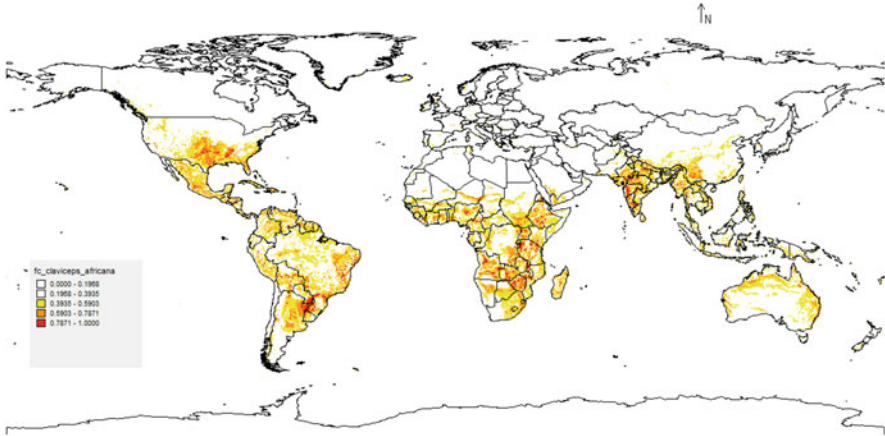 N
fc_claviceps_africana
0.0000 - 0.1968
0.1968 - 0.3935
0.3935 - 0.5903
0.5903 - 0.7871
0.7871 - 1.0000